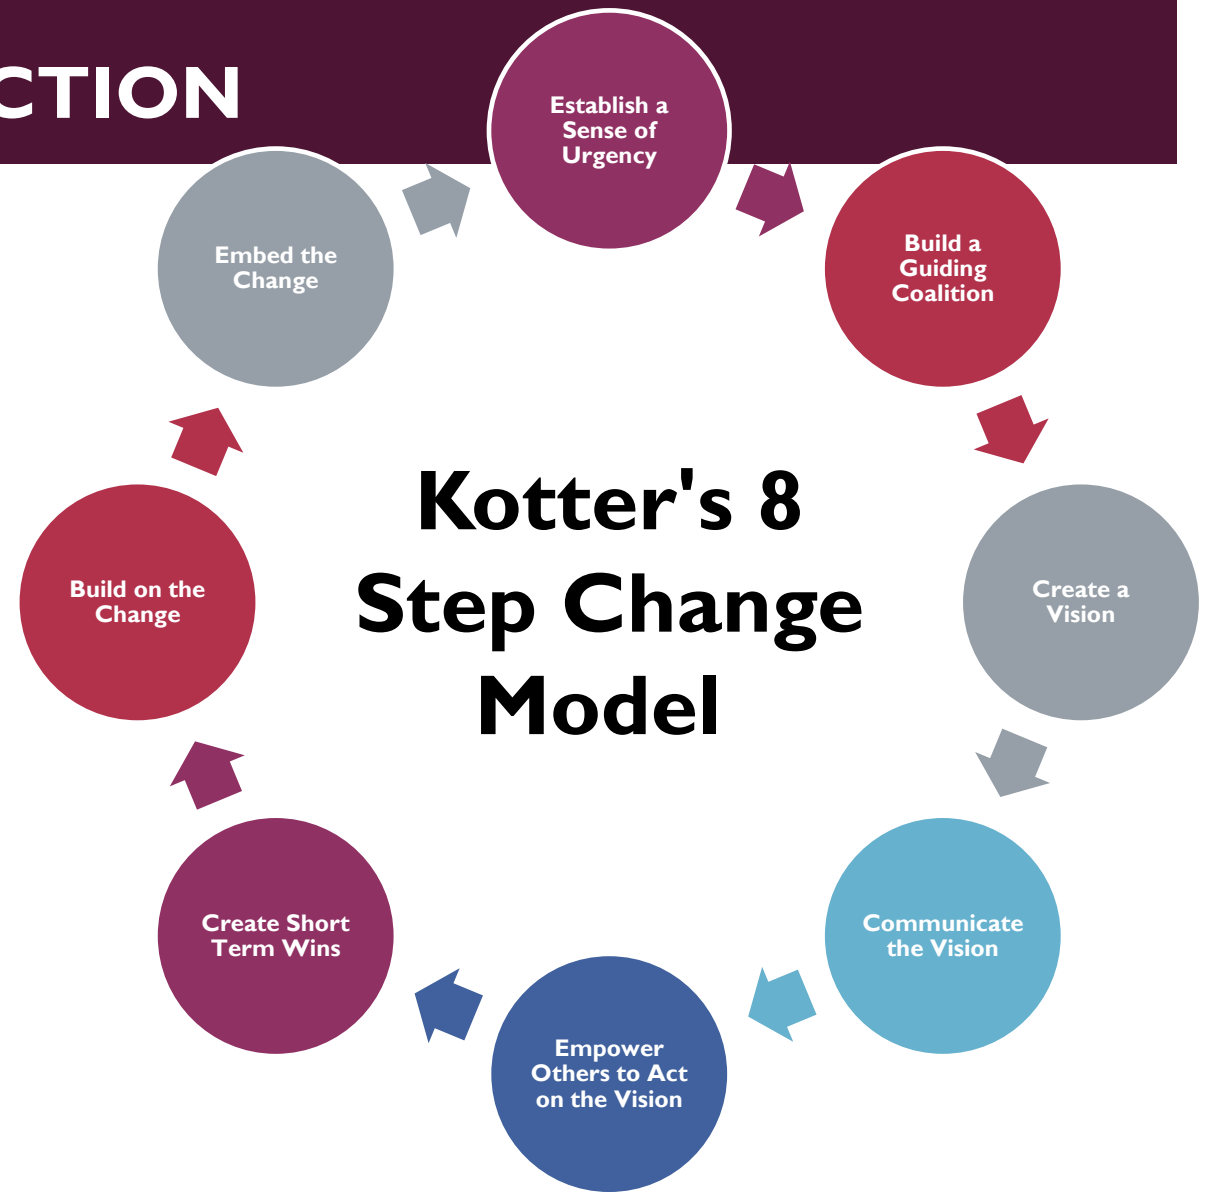 CTION
Establish a
Sense of
Urgency
Build a
Guiding
Coalition
Create a
Vision
Communicate
the Vision
Empower
Others to Act
on the Vision
Create Short
Term Wins
Build on the
Change
Embed the
Change
Kotter's 8
Step Change
Model